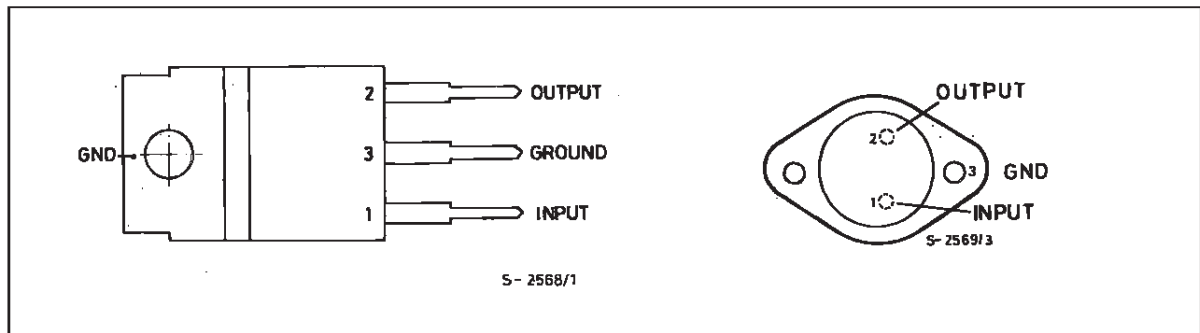 2 OUTPUT
GND
3 GROUND
1 INPUT
S-2568/1
OUTPUT
2
3 GND
1
INPUT
S-2569/3